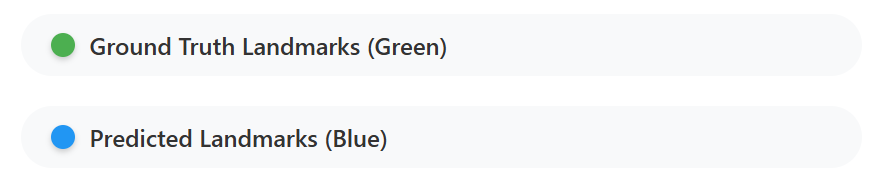 Ground Truth Landmarks (Green)
Predicted Landmarks (Blue)